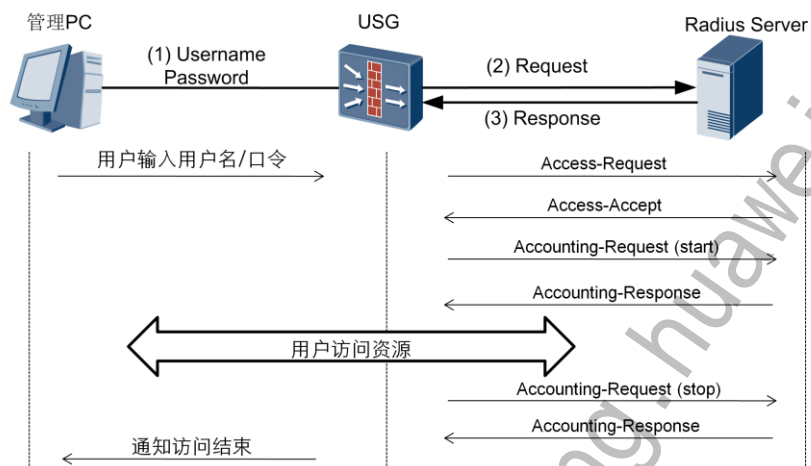 管理PC
USG
Radius Server
(1) Username
Password
(2) Request
(3) Response
用户输入用户名/口令
Access-Request
Access-Accept
Accounting-Request (start)
Accounting-Response
用户访问资源
Accounting-Request (stop)
Accounting-Response
通知访问结束
ng.huawei.